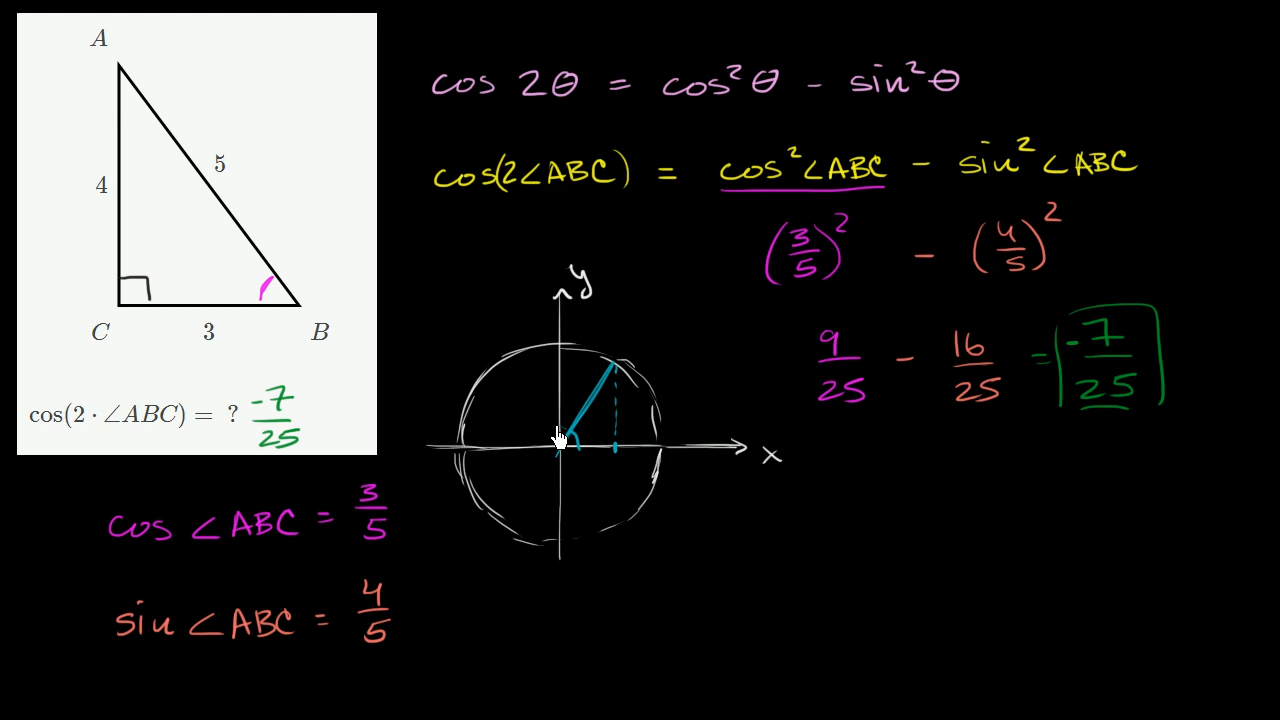 A
5
4
C
3
B
cos(2 · ∠ABC) = ? -7/25
cos 2θ = cos²θ - sin²θ
cos(2∠ABC) = cos²∠ABC - sin²∠ABC
(3/5)² - (4/5)²
9/25 - 16/25 = -7/25
y
x
cos ∠ABC = 3/5
sin ∠ABC = 4/5